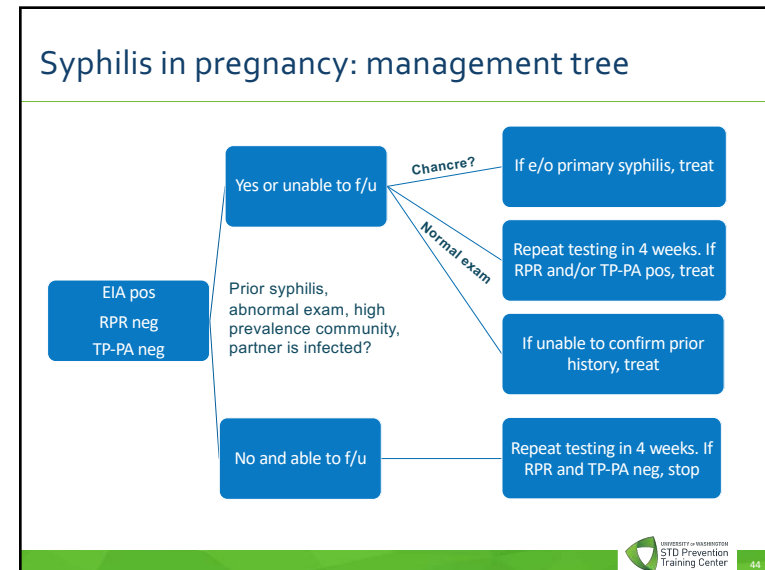 Syphilis in pregnancy: management tree
Yes or unable to f/u
Chancre?
If e/o primary syphilis, treat
Normal exam
Repeat testing in 4 weeks. If
RPR and/or TP-PA pos, treat
EIA pos
RPR neg
TP-PA neg
Prior syphilis,
abnormal exam, high
prevalence community,
partner is infected?
If unable to confirm prior
history, treat
No and able to f/u
Repeat testing in 4 weeks. If
RPR and TP-PA neg, stop
UNIVERSITY of WASHINGTON
STD Prevention
Training Center
44